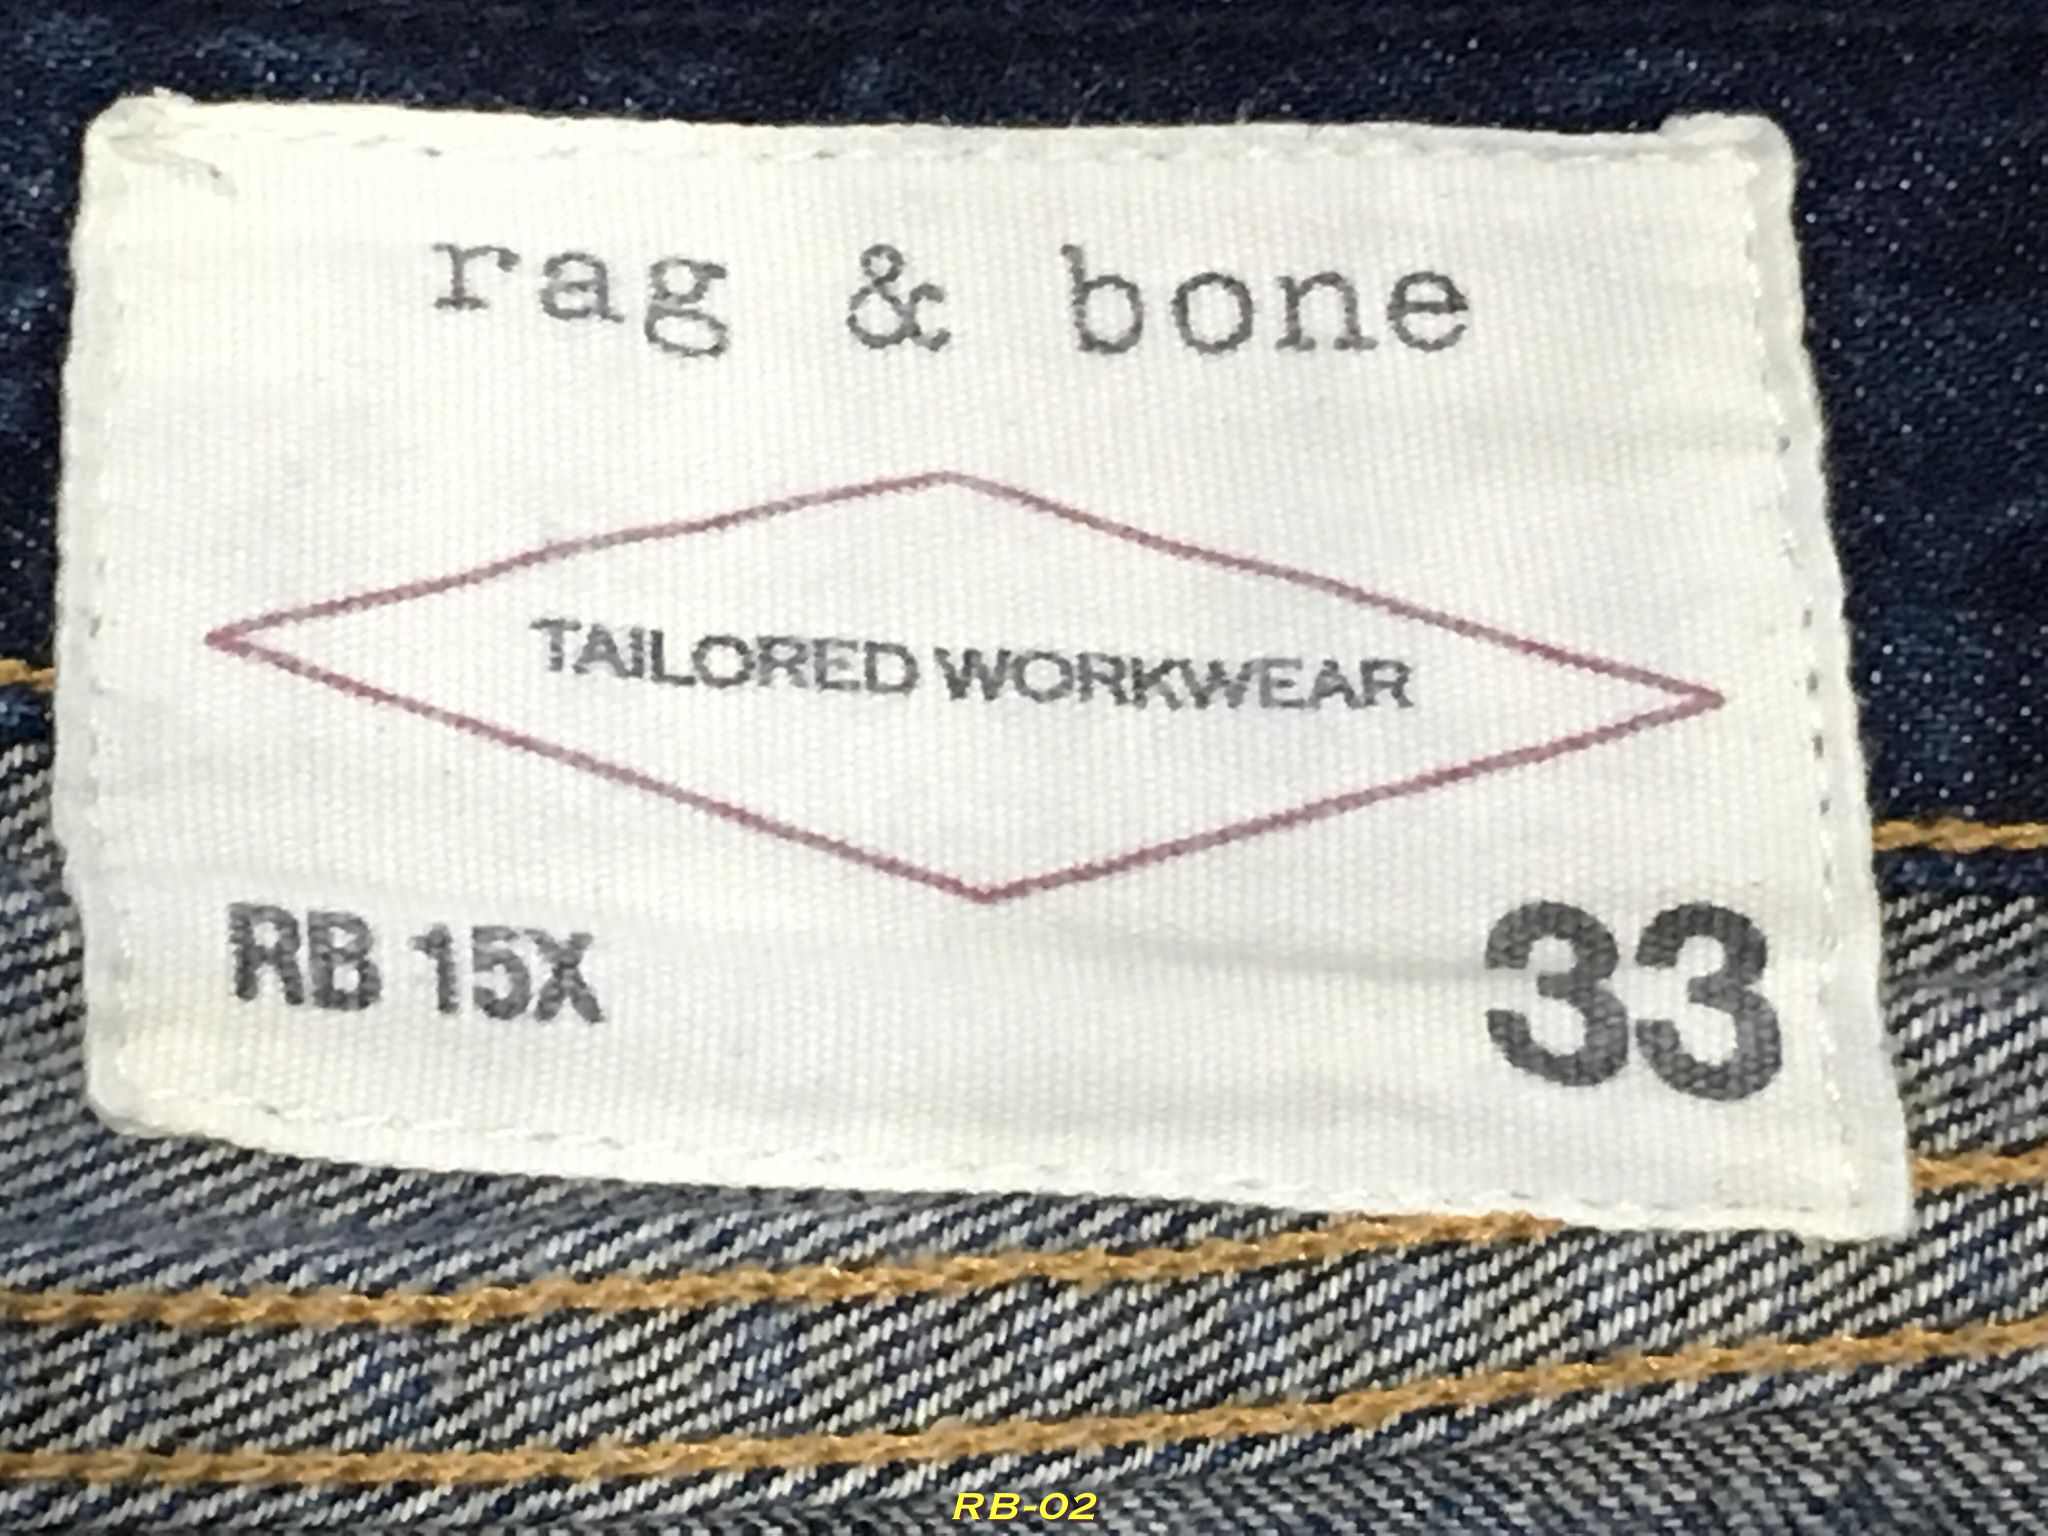 rag & bone
TAILORED WORKWEAR
RB 15X
33
RB-02